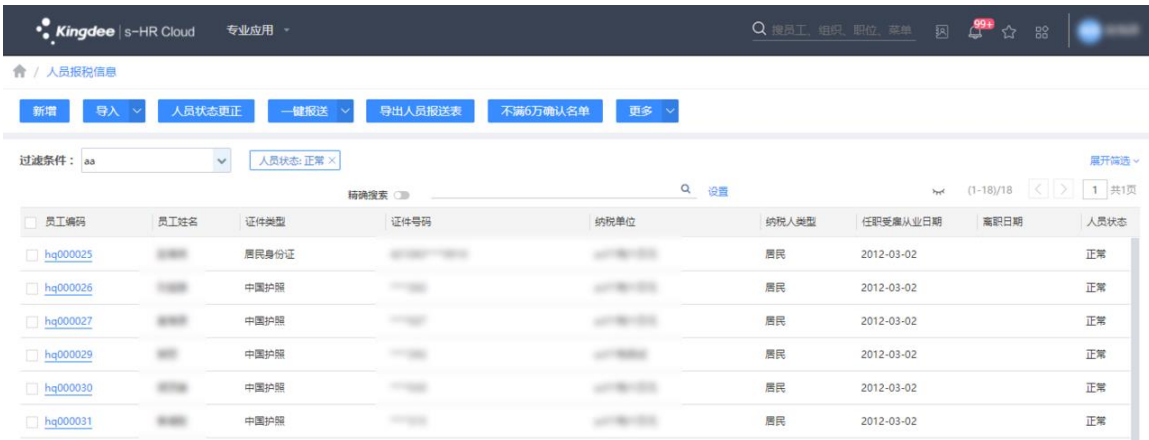 Kingdee | s-HR Cloud 专业应用 搜员工、组织、职位、菜单 99+
/ 人员报税信息
新增 导入 人员状态更正 一键报送 导出人员报送表 不满6万确认名单 更多
过滤条件： aa 人员状态: 正常 × 展开筛选
精确搜索 设置 (1-18)/18 1 共1页
员工编码 员工姓名 证件类型 证件号码 纳税单位 纳税人类型 任职受雇从业日期 离职日期 人员状态
hq000025 居民身份证 居民 2012-03-02 正常
hq000026 中国护照 居民 2012-03-02 正常
hq000027 中国护照 居民 2012-03-02 正常
hq000029 中国护照 居民 2012-03-02 正常
hq000030 中国护照 居民 2012-03-02 正常
hq000031 中国护照 居民 2012-03-02 正常